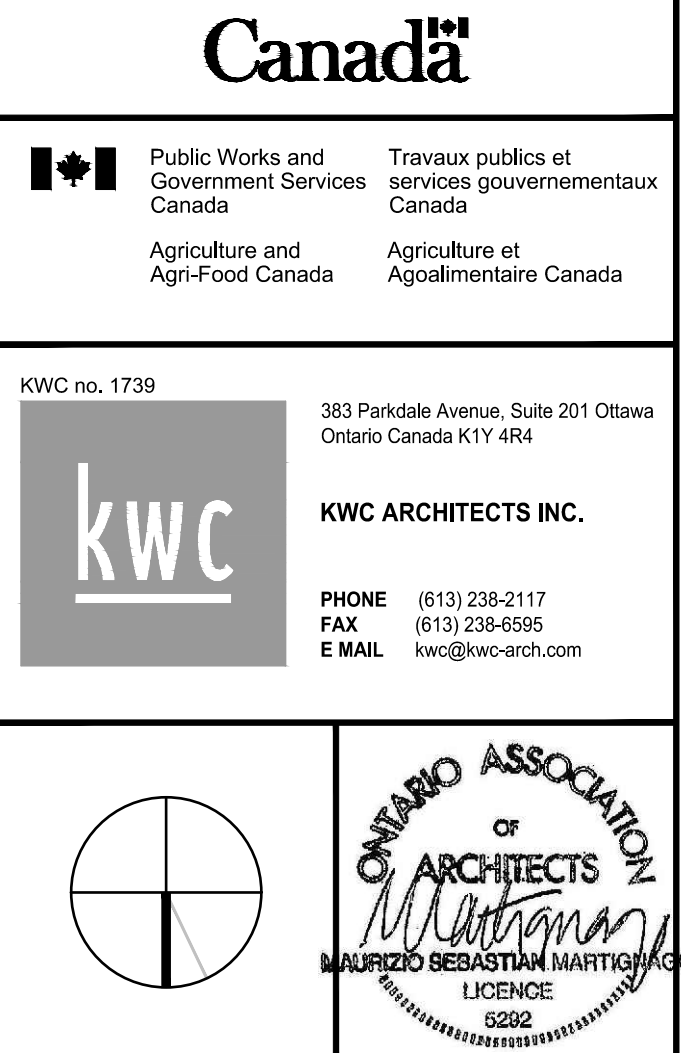 Canada
Public Works and
Government Services
Canada
Travaux publics et
services gouvernementaux
Canada
Agriculture and
Agri-Food Canada
Agriculture et
Agoalimentaire Canada
KWC no. 1739
kwc
383 Parkdale Avenue, Suite 201 Ottawa
Ontario Canada K1Y 4R4
KWC ARCHITECTS INC.
PHONE (613) 238-2117
FAX (613) 238-6595
E MAIL kwc@kwc-arch.com
ONTARIO ASSOCIATION
OF
ARCHITECTS
Martignago
MAURIZIO SEBASTIAN MARTIGNAGO
LICENCE
5292